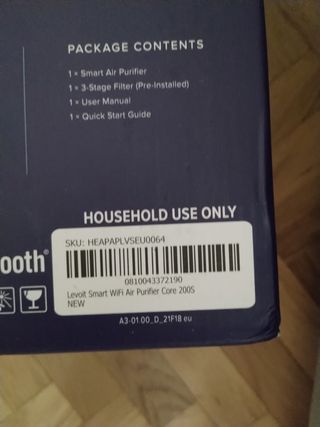 PACKAGE CONTENTS
1 × Smart Air Purifier
1 × 3-Stage Filter (Pre-Installed)
1 × User Manual
1 × Quick Start Guide
HOUSEHOLD USE ONLY
ooth®
SKU: HEAPAPLVSEU0064
0810043372190
Levoit Smart WiFi Air Purifier Core 200S
NEW
A3-01.00_D_21F18 eu